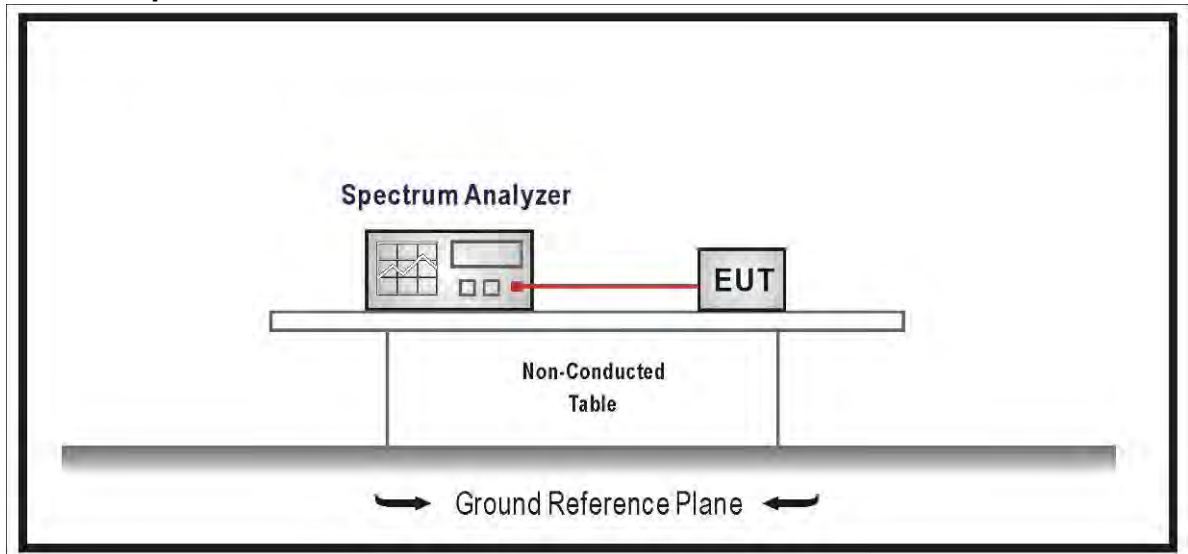 Spectrum Analyzer
EUT
Non-Conducted
Table
Ground Reference Plane